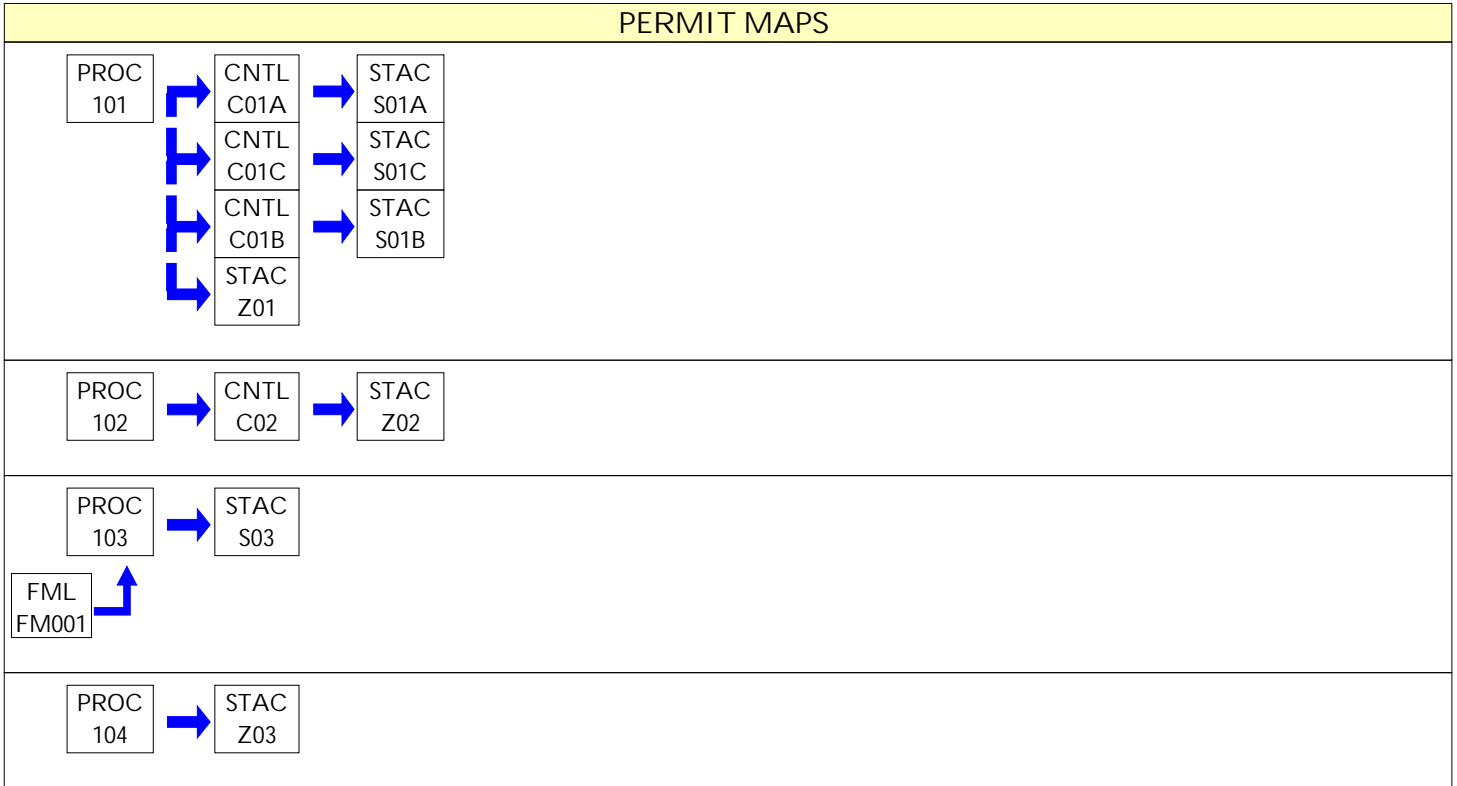 PERMIT MAPS
PROC
101
CNTL
C01A
STAC
S01A
CNTL
C01C
STAC
S01C
CNTL
C01B
STAC
S01B
STAC
Z01
PROC
102
CNTL
C02
STAC
Z02
PROC
103
STAC
S03
FML
FM001
PROC
104
STAC
Z03